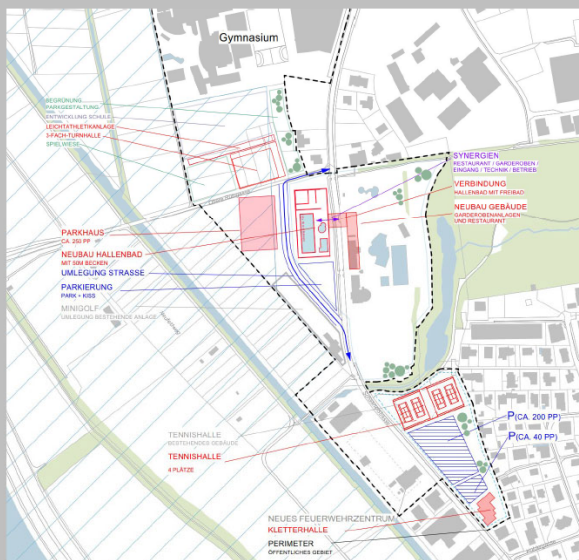 Gymnasium
BEGRÜNUNG
PARKGESTALTUNG
ENTWICKLUNG SCHULE
LEICHTATHLETIKANLAGE
3-FACH-TURNHALLE
SPIELWIESE
SYNERGIEN
RESTAURANT / GARDEROBEN /
EINGANG / TECHNIK / BETRIEB
VERBINDUNG
HALLENBAD MIT FREIBAD
NEUBAU GEBÄUDE
GARDEROBENANLAGEN
UND RESTAURANT
PARKHAUS
CA. 250 PP
NEUBAU HALLENBAD
MIT 50M BECKEN
UMLEGUNG STRASSE
PARKIERUNG
PARK + KISS
MINIGOLF
UMLEGUNG BESTEHENDE ANLAGE
P(CA. 200 PP)
P(CA. 40 PP)
TENNISHALLE
BESTEHENDES GEBÄUDE
TENNISHALLE
4 PLÄTZE
NEUES FEUERWEHRZENTRUM
KLETTERHALLE
PERIMETER
ÖFFENTLICHES GEBIET